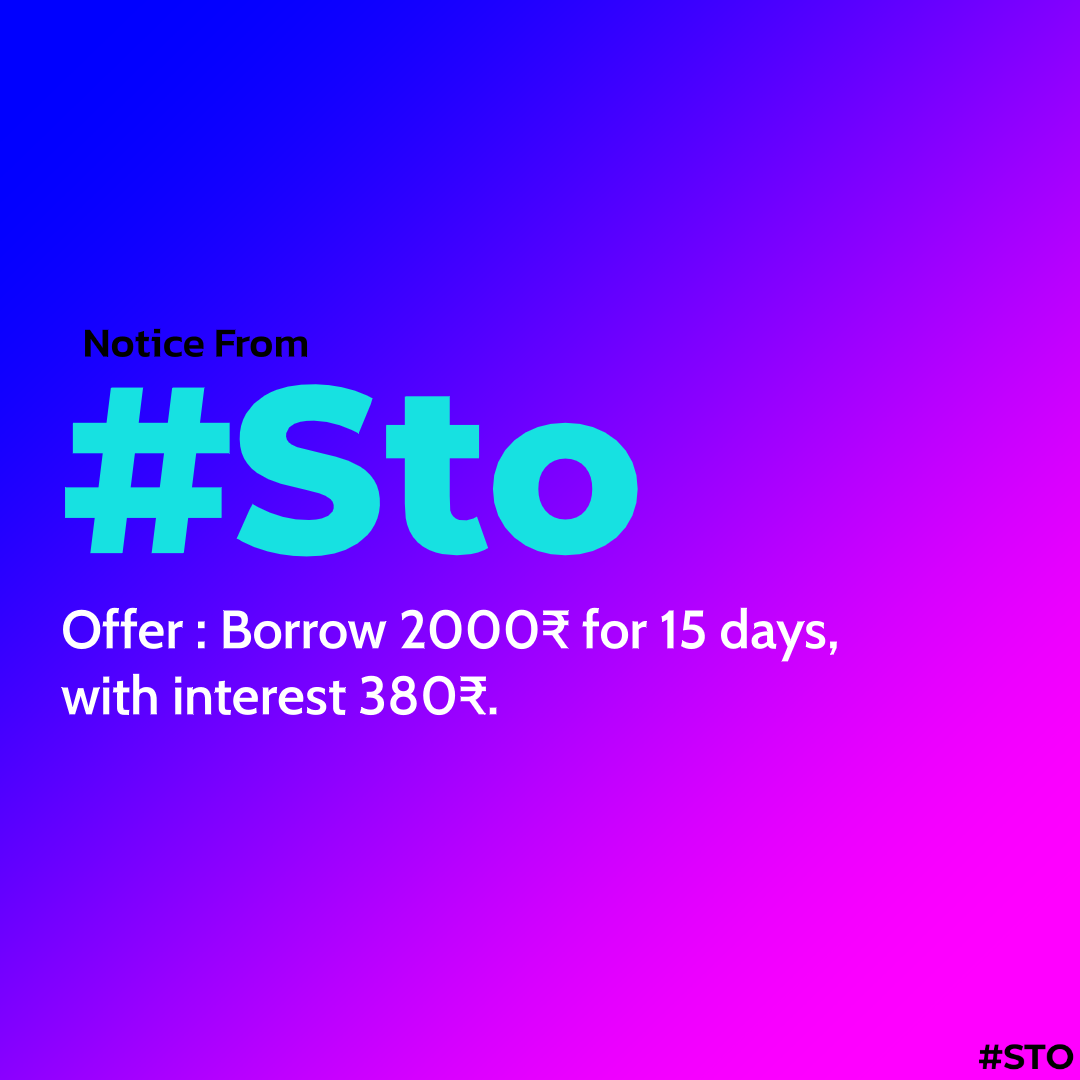 Notice From
#Sto
Offer : Borrow 2000₹ for 15 days,
with interest 380₹.
#STO